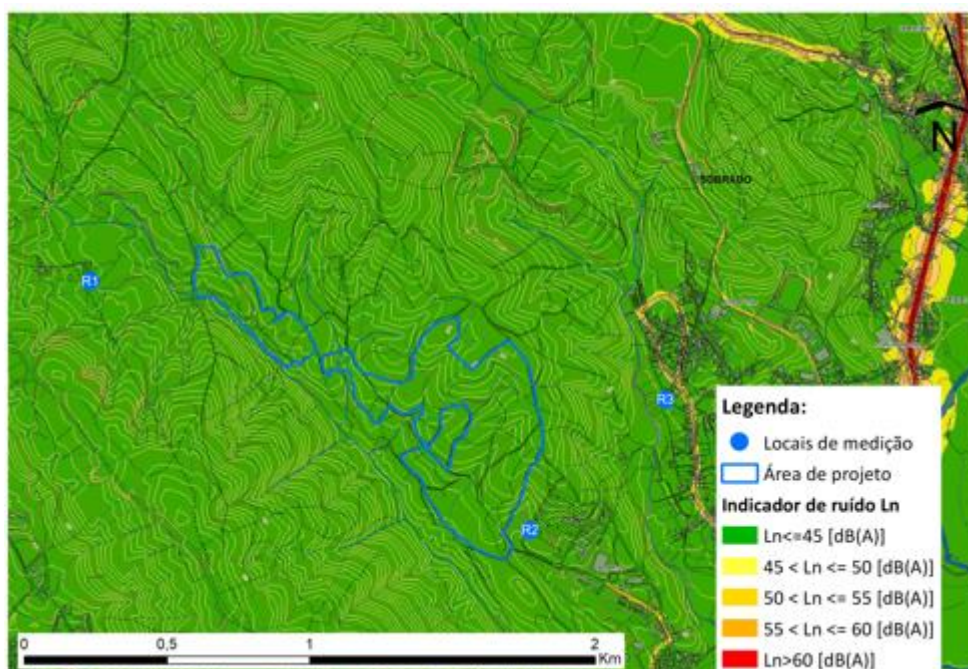 N
SOBRADO
R1
R3
R2
Legenda:
Locais de medição
Área de projeto
Indicador de ruído Ln
Ln<=45 [dB(A)]
45 < Ln <= 50 [dB(A)]
50 < Ln <= 55 [dB(A)]
55 < Ln <= 60 [dB(A)]
Ln>60 [dB(A)]
0 0,5 1 2
Km